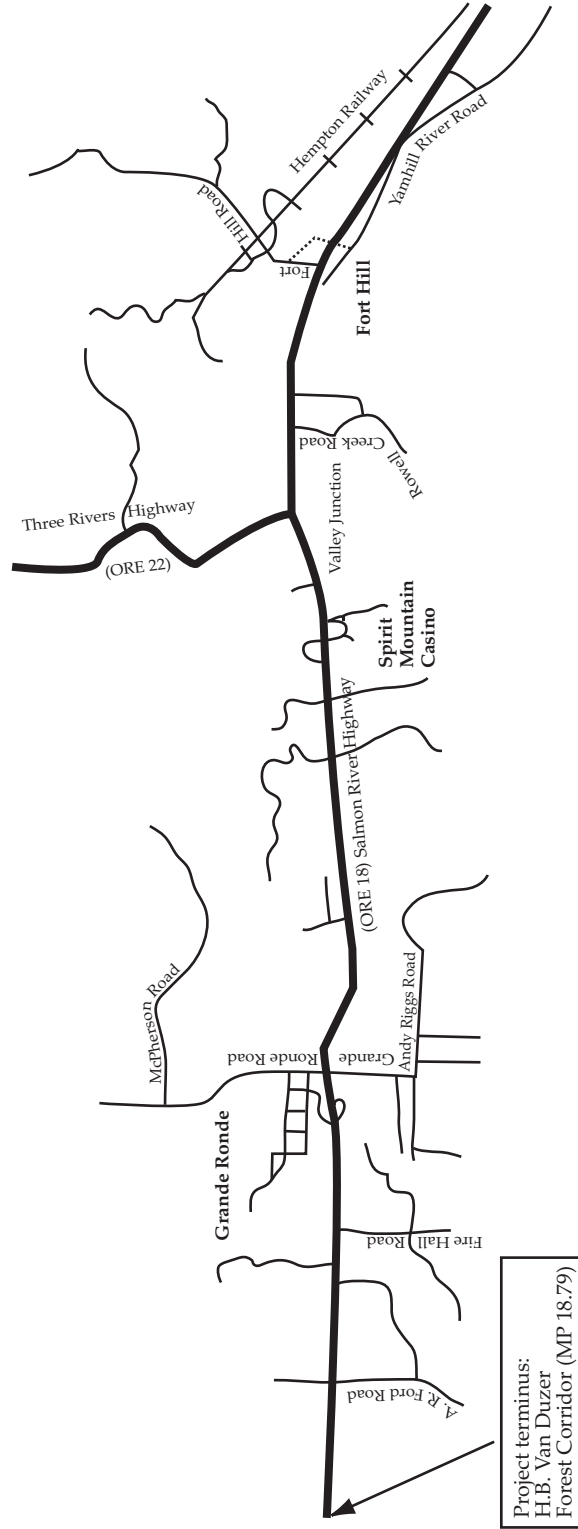 Project terminus:
H.B. Van Duzer
Forest Corridor (MP 18.79)
A. R. Ford Road
Fire Hall Road
Grande Ronde
McPherson Road
Grande Ronde Road
Andy Riggs Road
(ORE 18) Salmon River Highway
Spirit
Mountain
Casino
Three Rivers Highway
(ORE 22)
Valley Junction
Rowell Creek Road
Fort Hill Road
Fort Hill
Hempton Railway
Yamhill River Road